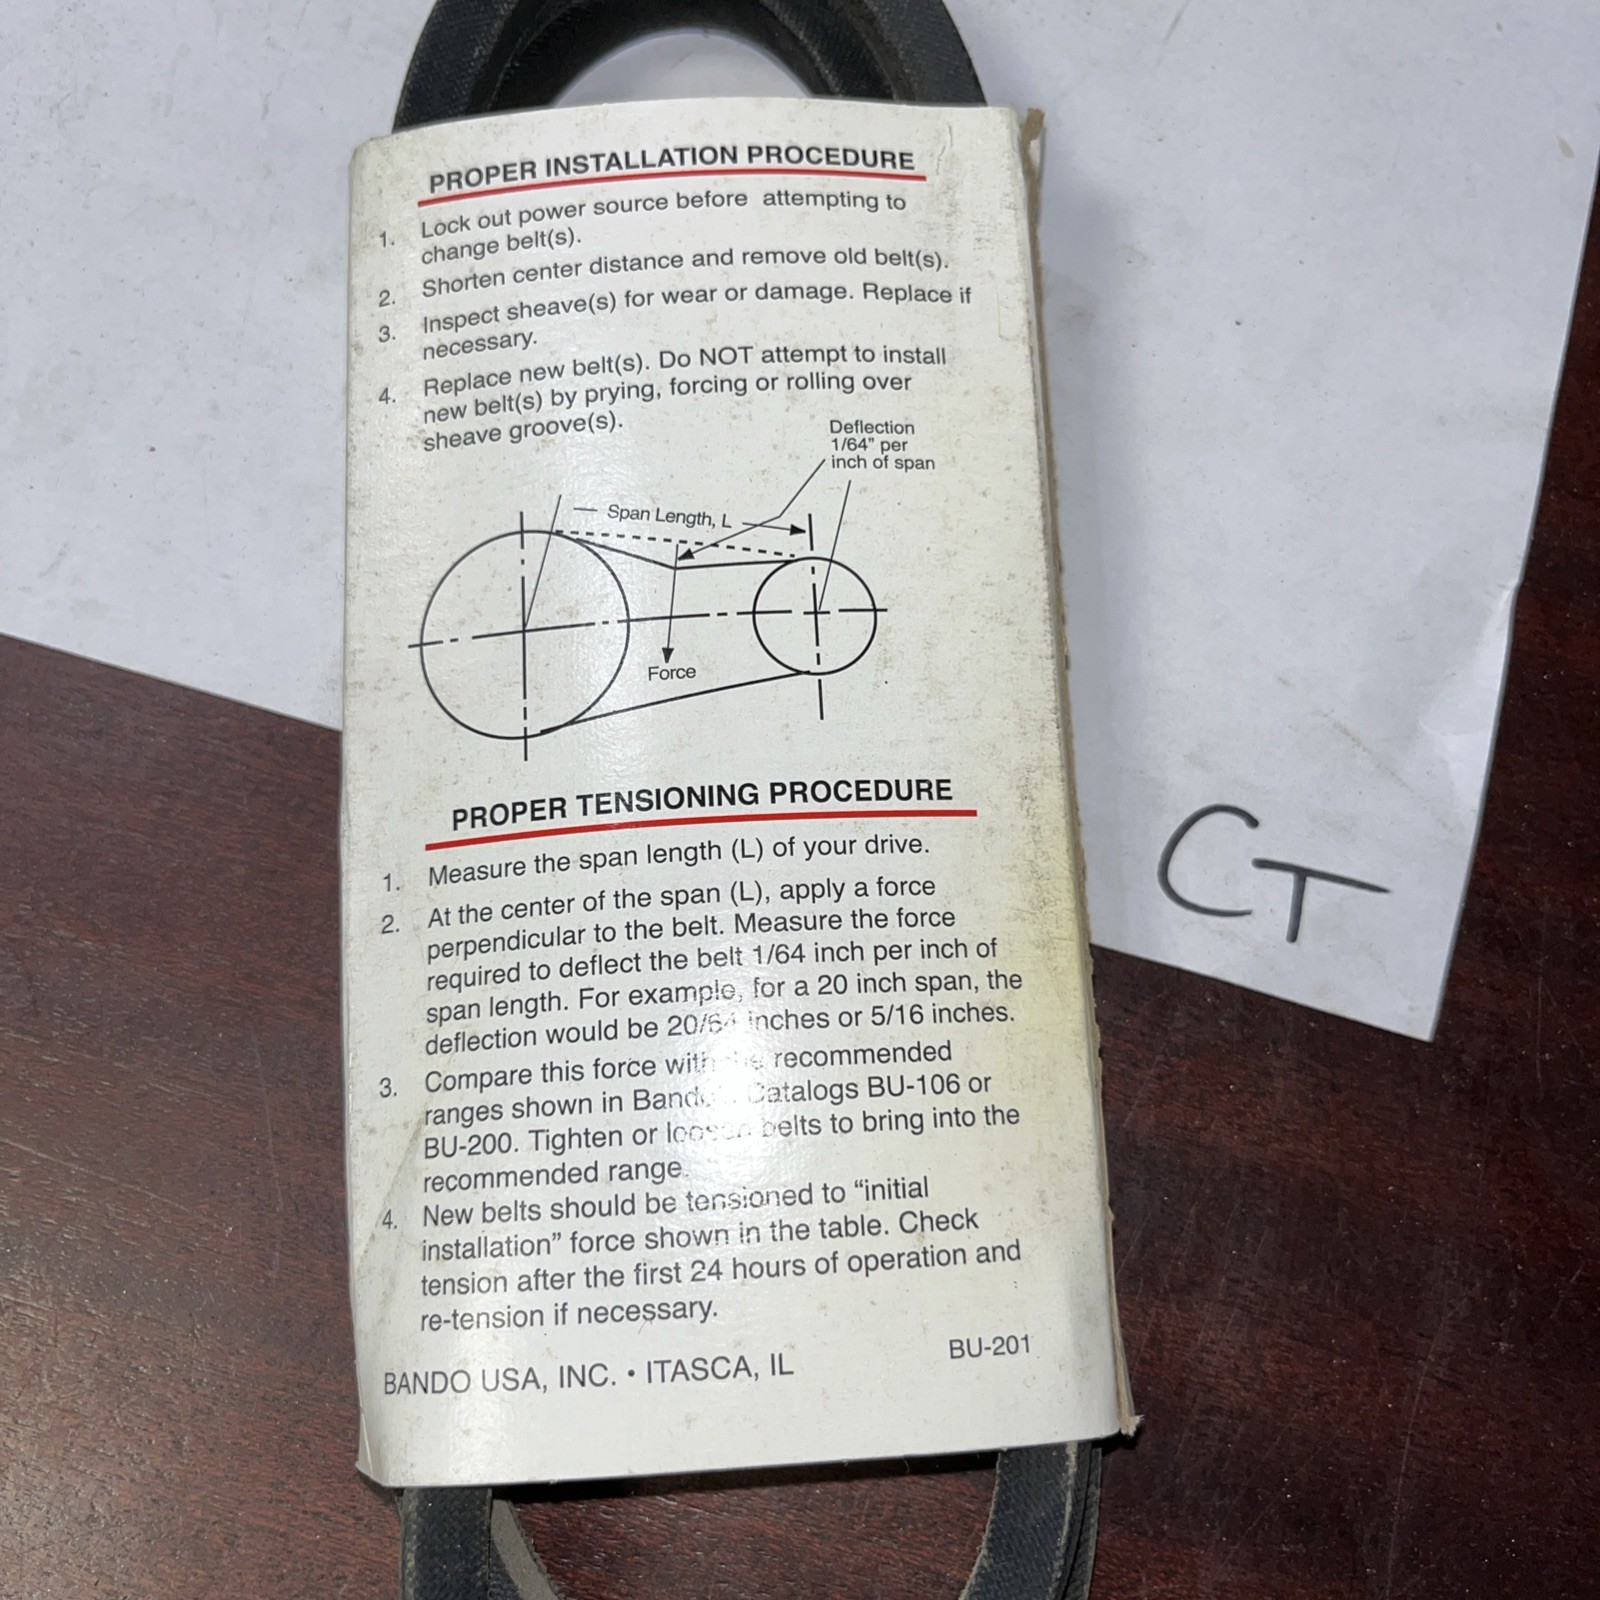 PROPER INSTALLATION PROCEDURE
1. Lock out power source before attempting to
change belt(s).
2. Shorten center distance and remove old belt(s).
3. Inspect sheave(s) for wear or damage. Replace if
necessary.
4. Replace new belt(s). Do NOT attempt to install
new belt(s) by prying, forcing or rolling over
sheave groove(s).
Deflection
1/64" per
inch of span
Span Length, L
Force
PROPER TENSIONING PROCEDURE
1. Measure the span length (L) of your drive.
2. At the center of the span (L), apply a force
perpendicular to the belt. Measure the force
required to deflect the belt 1/64 inch per inch of
span length. For example, for a 20 inch span, the
deflection would be 20/64 inches or 5/16 inches.
3. Compare this force with the recommended
ranges shown in Catalogs BU-106 or
BU-200. Tighten or loosen belts to bring into the
recommended range.
4. New belts should be tensioned to “initial
installation” force shown in the table. Check
tension after the first 24 hours of operation and
re-tension if necessary.
BU-201
BANDO USA, INC. • ITASCA, IL
CT